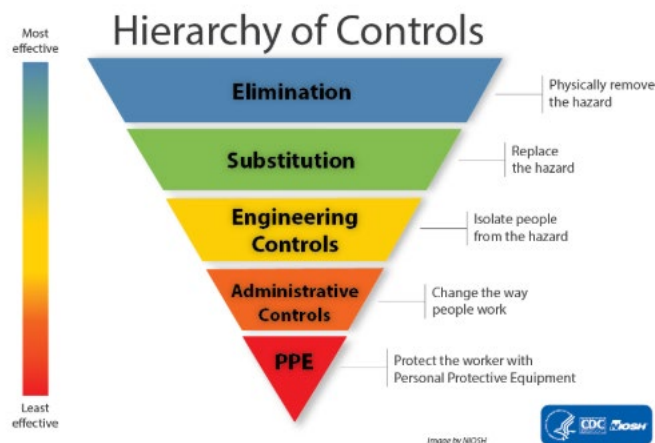 Hierarchy of Controls
Most
effective
Elimination
Physically remove
the hazard
Substitution
Replace
the hazard
Engineering
Controls
Isolate people
from the hazard
Administrative
Controls
Change the way
people work
PPE
Protect the worker with
Personal Protective Equipment
Least
effective
CDC NIOSH
Image by NIOSH